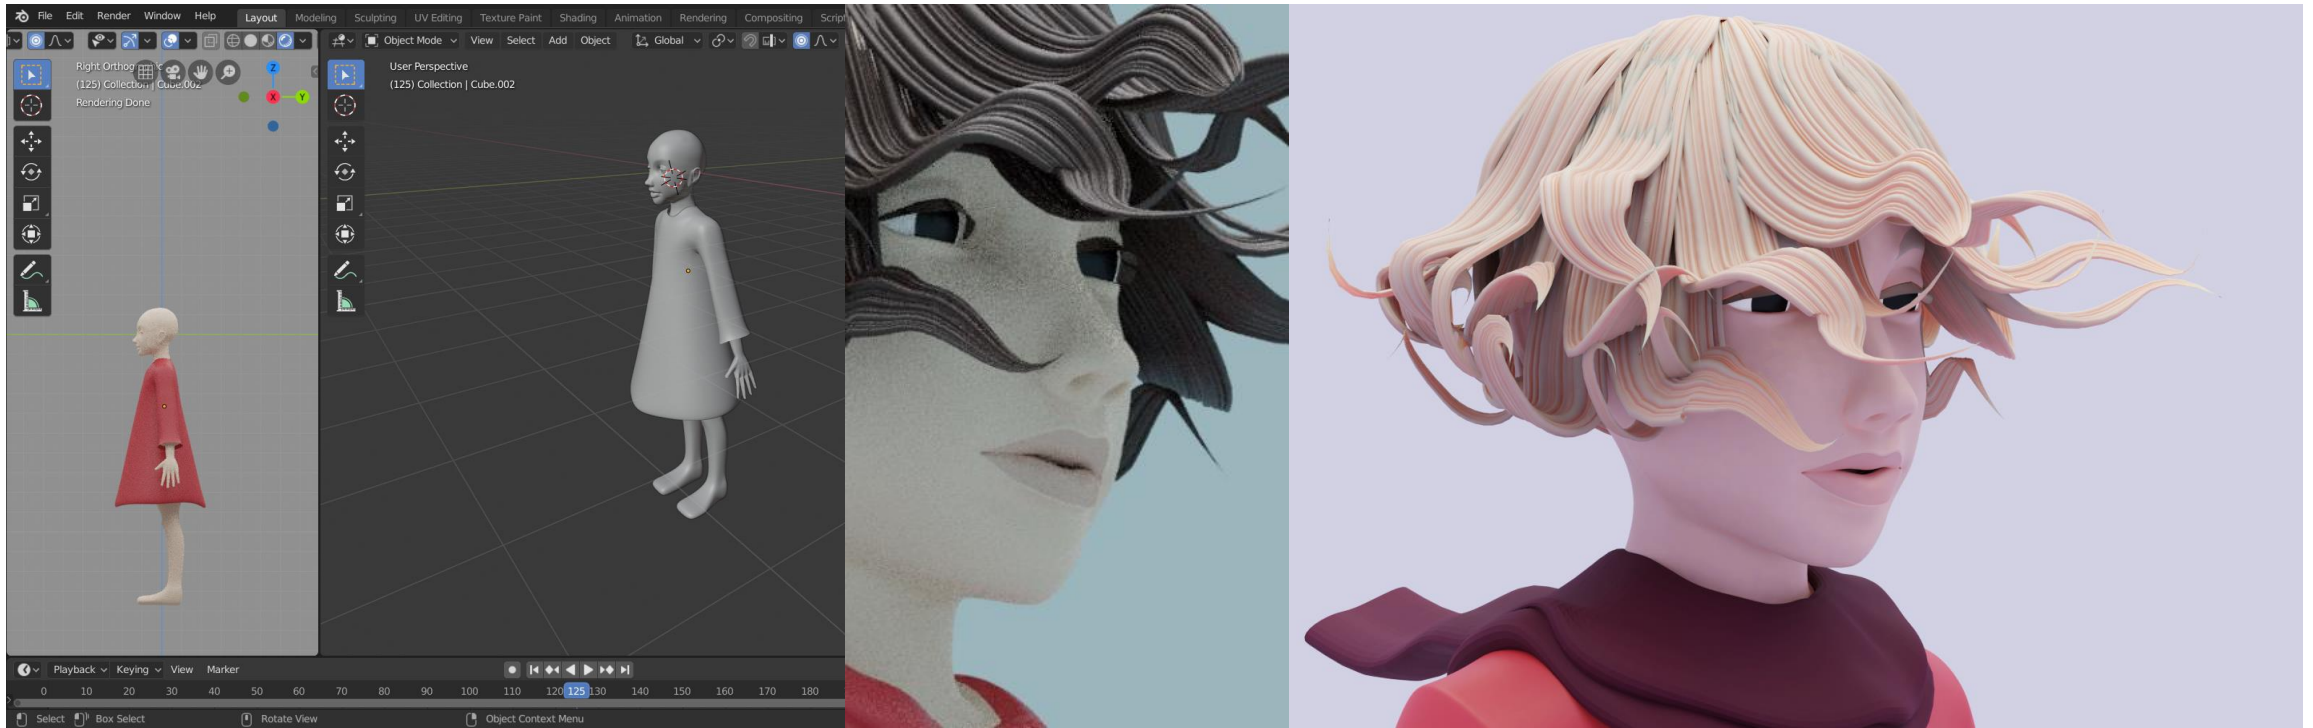 File Edit Render Window Help Layout Modeling Sculpting UV Editing Texture Paint Shading Animation Rendering Compositing
Object Mode View Select Add Object Global
Right Orthog
(125) Collection | Cube.002
Rendering Done
Z
X
Y
User Perspective
(125) Collection | Cube.002
Playback Keying View Marker
0 10 20 30 40 50 60 70 80 90 100 110 120 125 130 140 150 160 170 180
Select Box Select Rotate View Object Context Menu